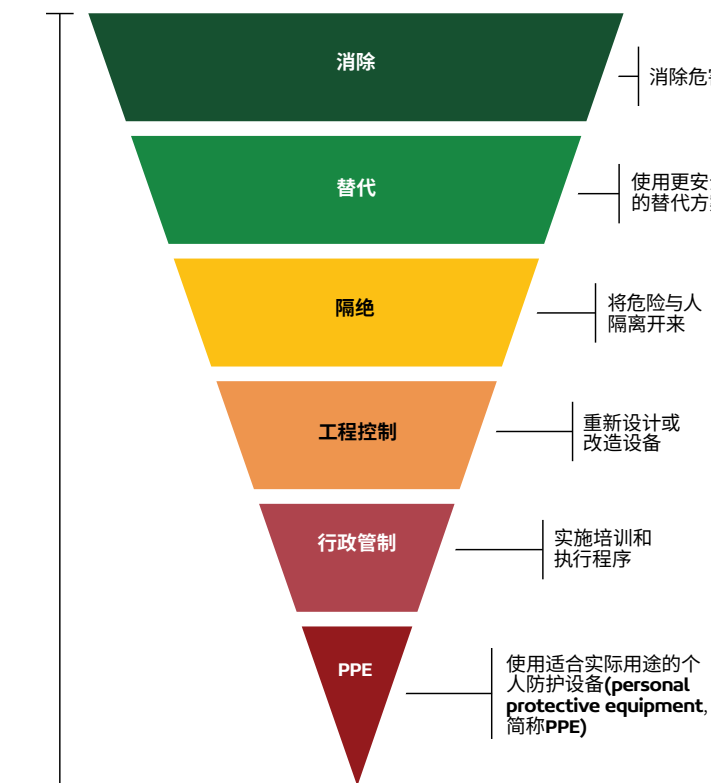 消除
消除危
替代
使用更安
的替代方
隔绝
将危险与人
隔离开来
工程控制
重新设计或
改造设备
行政管制
实施培训和
执行程序
PPE
使用适合实际用途的个
人防护设备(personal
protective equipment,
简称PPE)